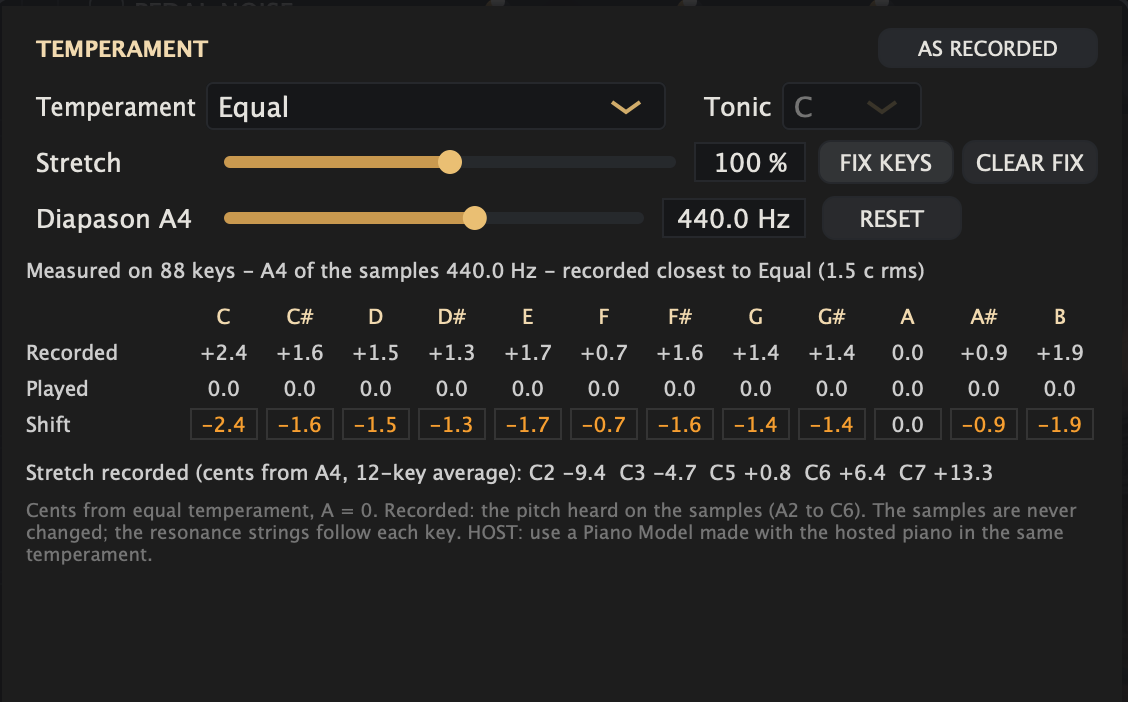 TEMPERAMENT AS RECORDED
Temperament Equal Tonic C
Stretch 100 % FIX KEYS CLEAR FIX
Diapason A4 440.0 Hz RESET
Measured on 88 keys – A4 of the samples 440.0 Hz – recorded closest to Equal (1.5 c rms)
C C# D D# E F F# G G# A A# B
Recorded +2.4 +1.6 +1.5 +1.3 +1.7 +0.7 +1.6 +1.4 +1.4 0.0 +0.9 +1.9
Played 0.0 0.0 0.0 0.0 0.0 0.0 0.0 0.0 0.0 0.0 0.0 0.0
Shift −2.4 −1.6 −1.5 −1.3 −1.7 −0.7 −1.6 −1.4 −1.4 0.0 −0.9 −1.9
Stretch recorded (cents from A4, 12-key average): C2 −9.4 C3 −4.7 C5 +0.8 C6 +6.4 C7 +13.3
Cents from equal temperament, A = 0. Recorded: the pitch heard on the samples (A2 to C6). The samples are never
changed; the resonance strings follow each key. HOST: use a Piano Model made with the hosted piano in the same
temperament.